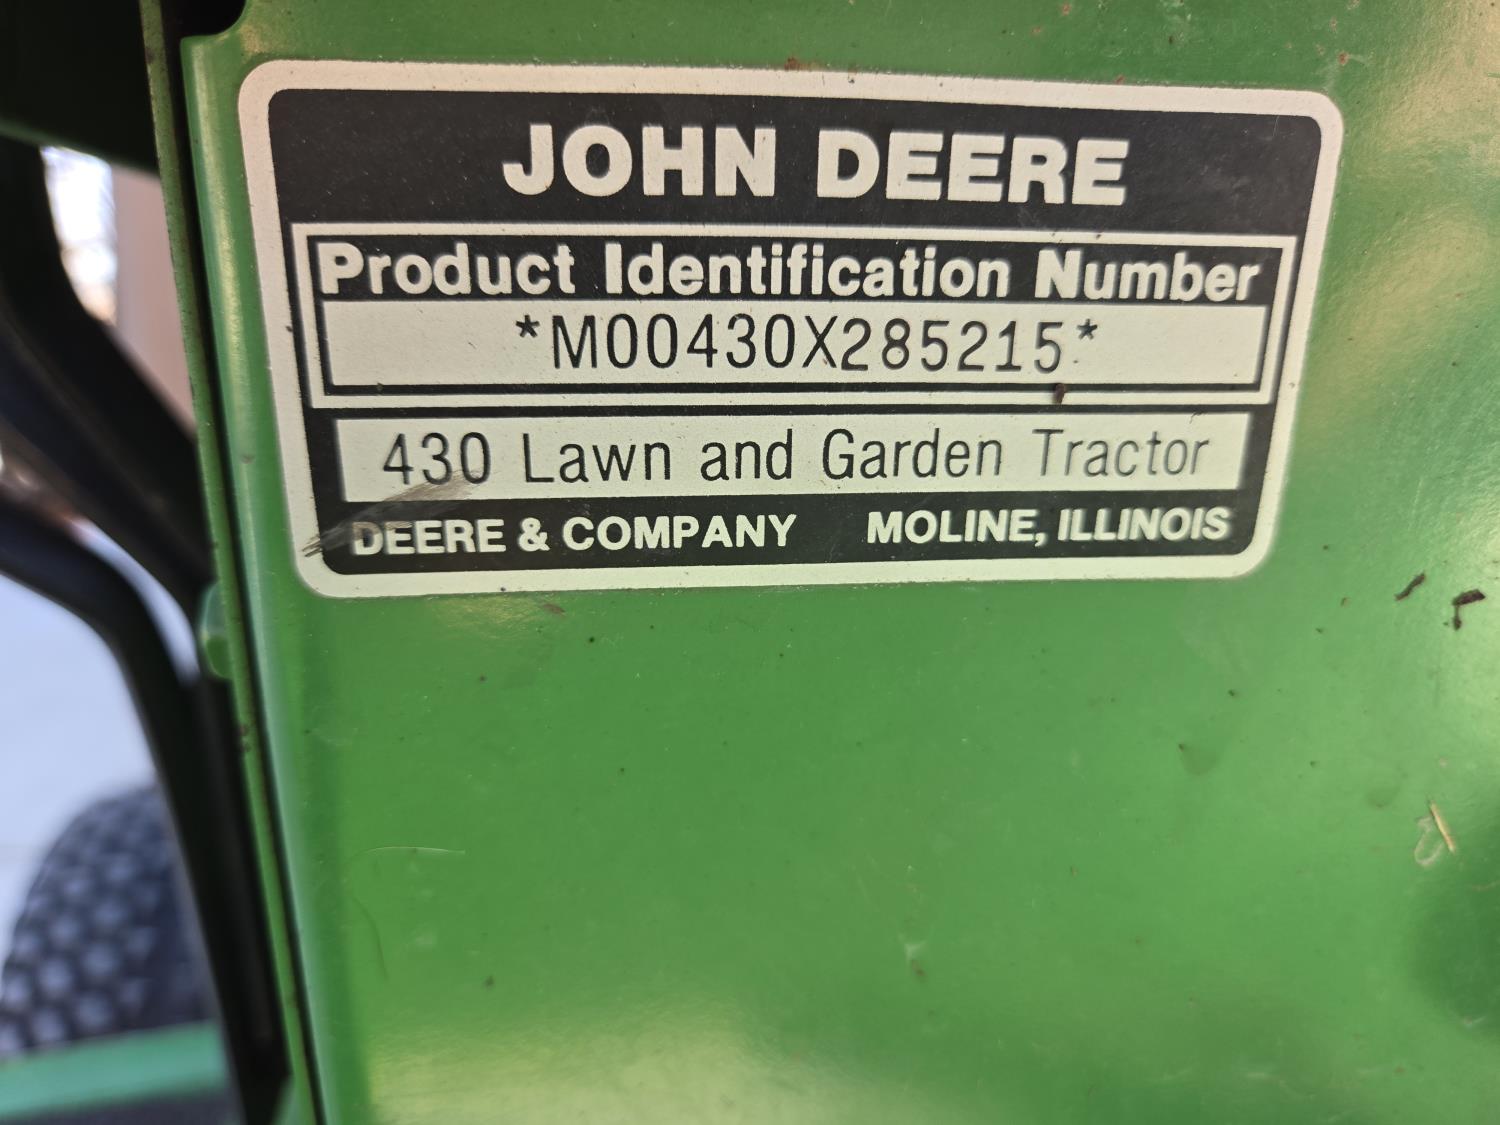 JOHN DEERE
Product Identification Number
*M00430X285215*
430 Lawn and Garden Tractor
DEERE & COMPANY MOLINE, ILLINOIS